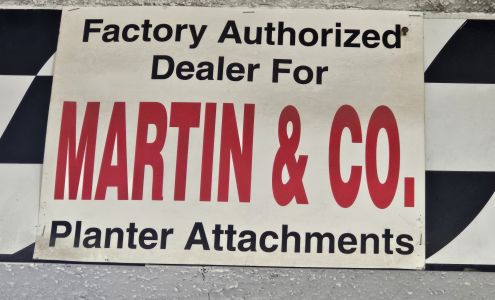 Factory Authorized
Dealer For
MARTIN & CO.
Planter Attachments